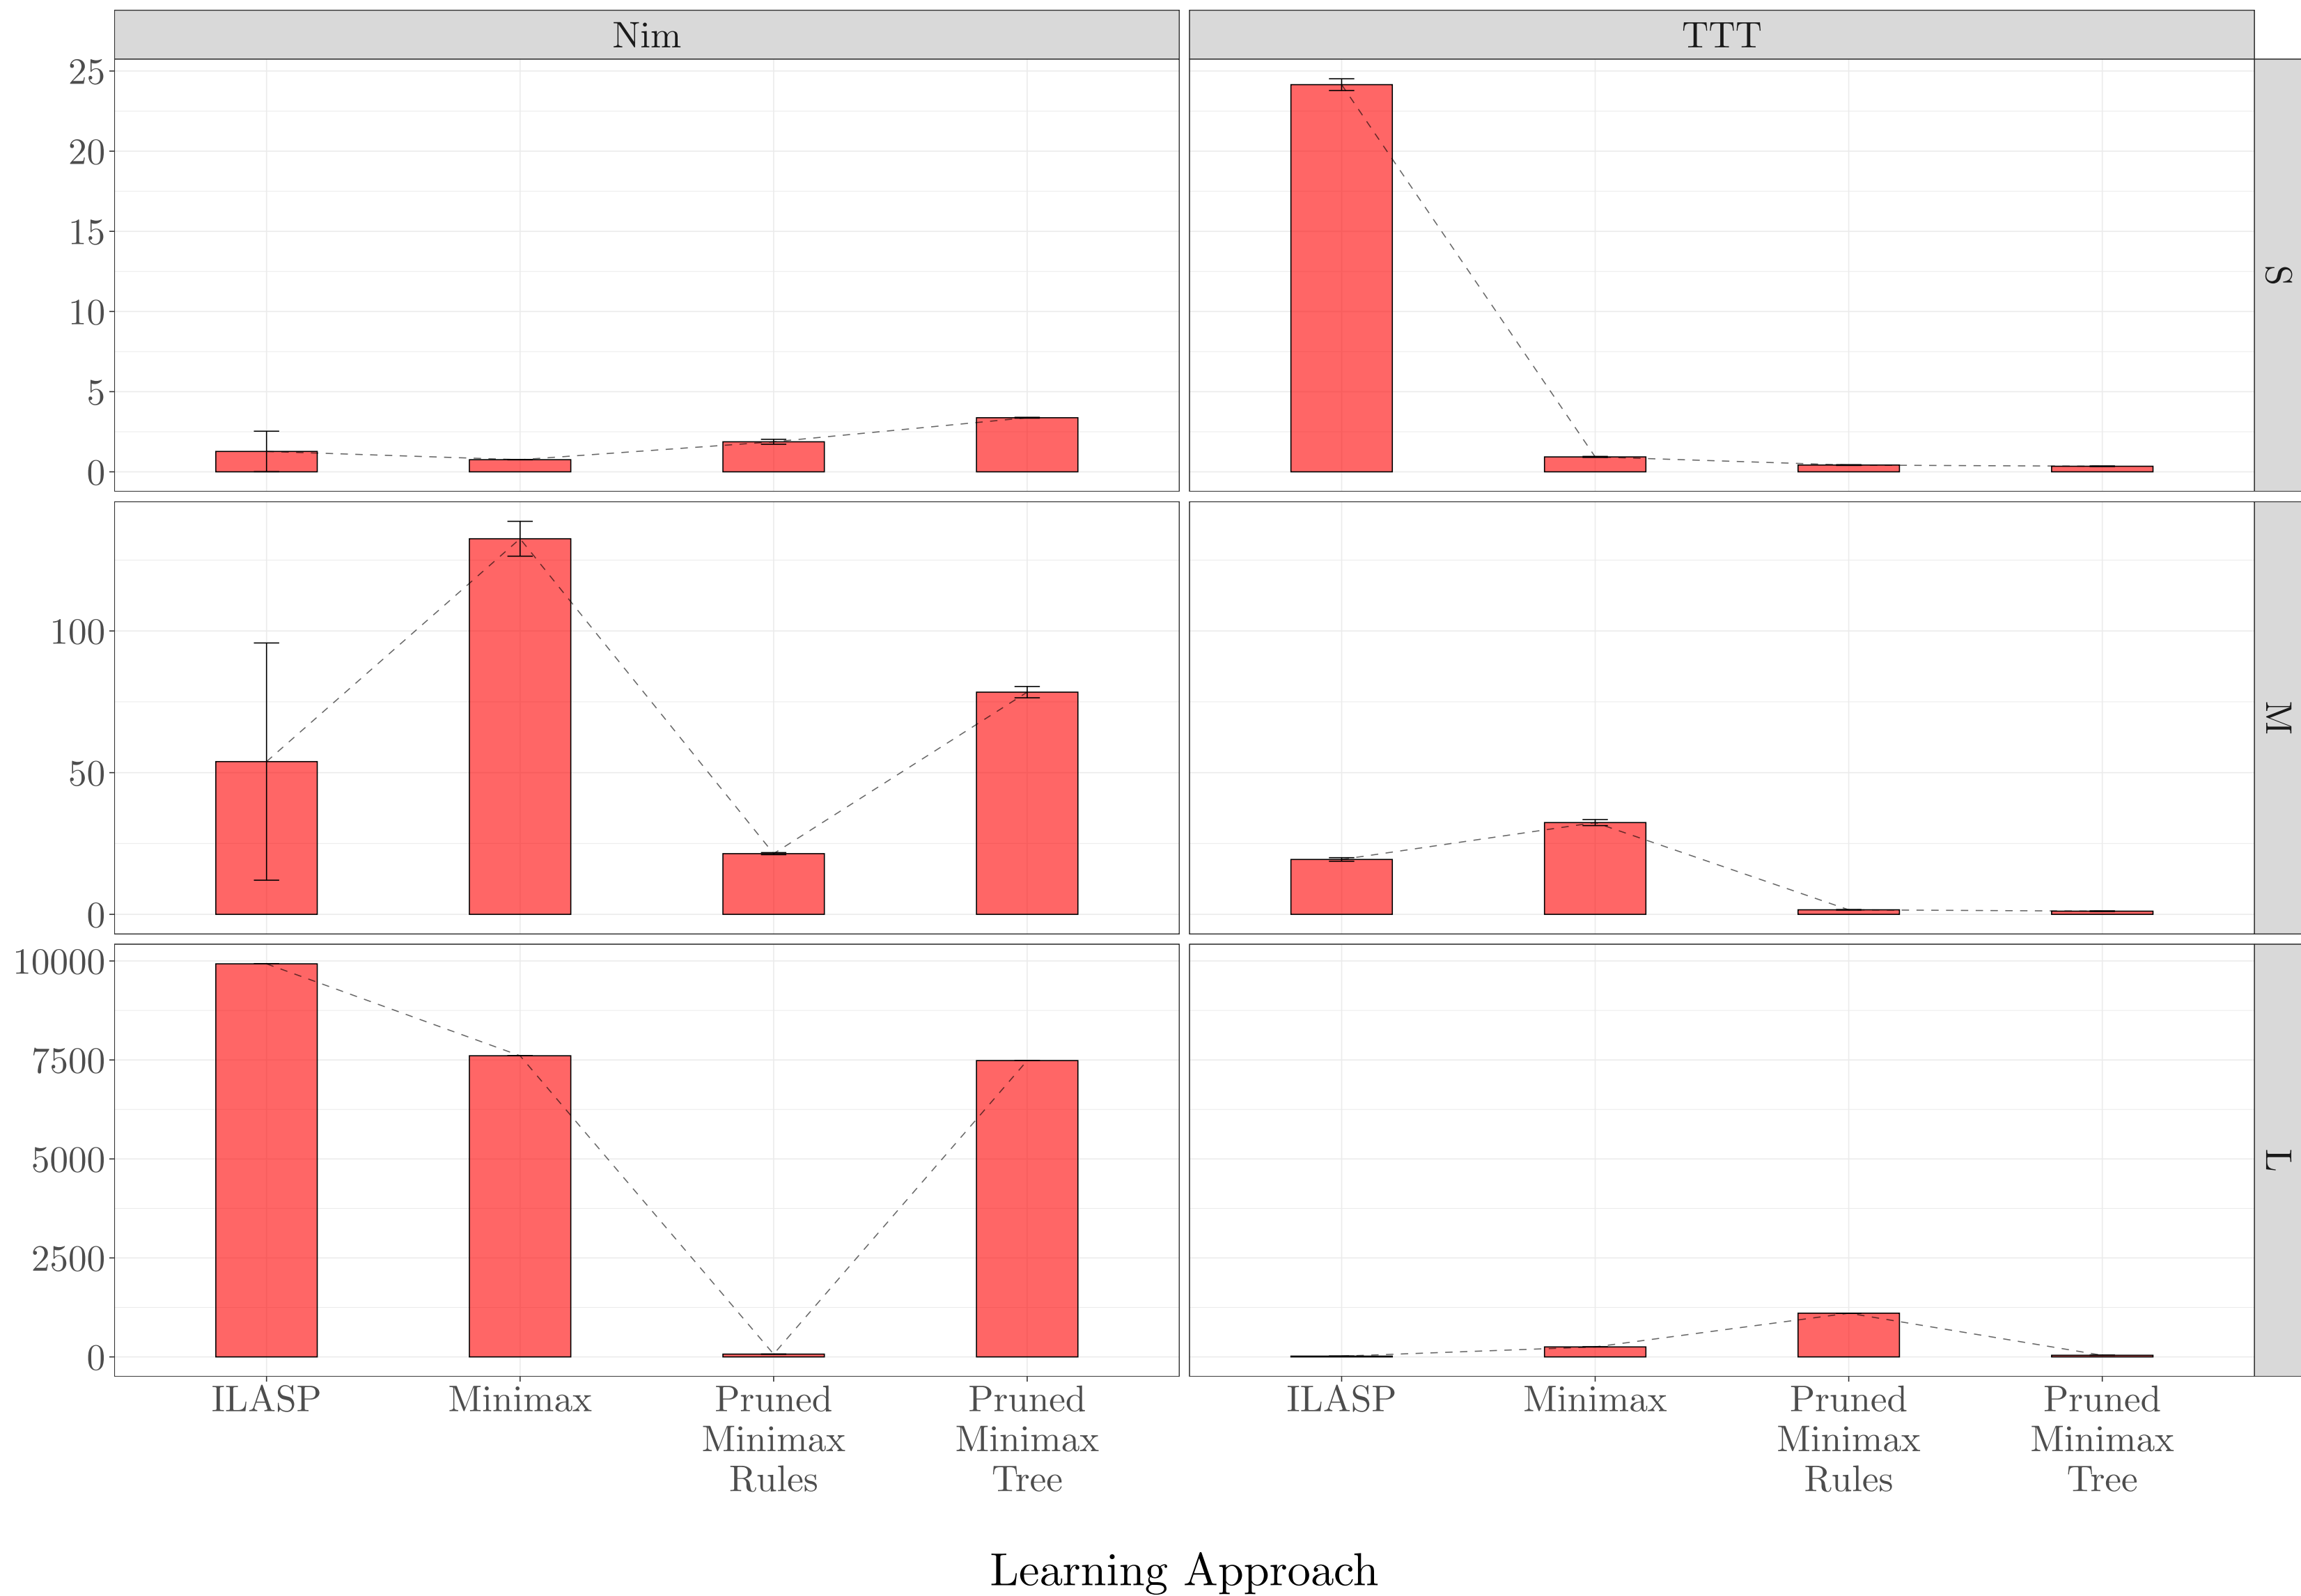 Nim
TTT
25
20
15
10
5
0
S
100
50
0
M
10000
7500
5000
2500
0
L
ILASP
Minimax
Pruned
Minimax
Rules
Pruned
Minimax
Tree
ILASP
Minimax
Pruned
Minimax
Rules
Pruned
Minimax
Tree
Learning Approach